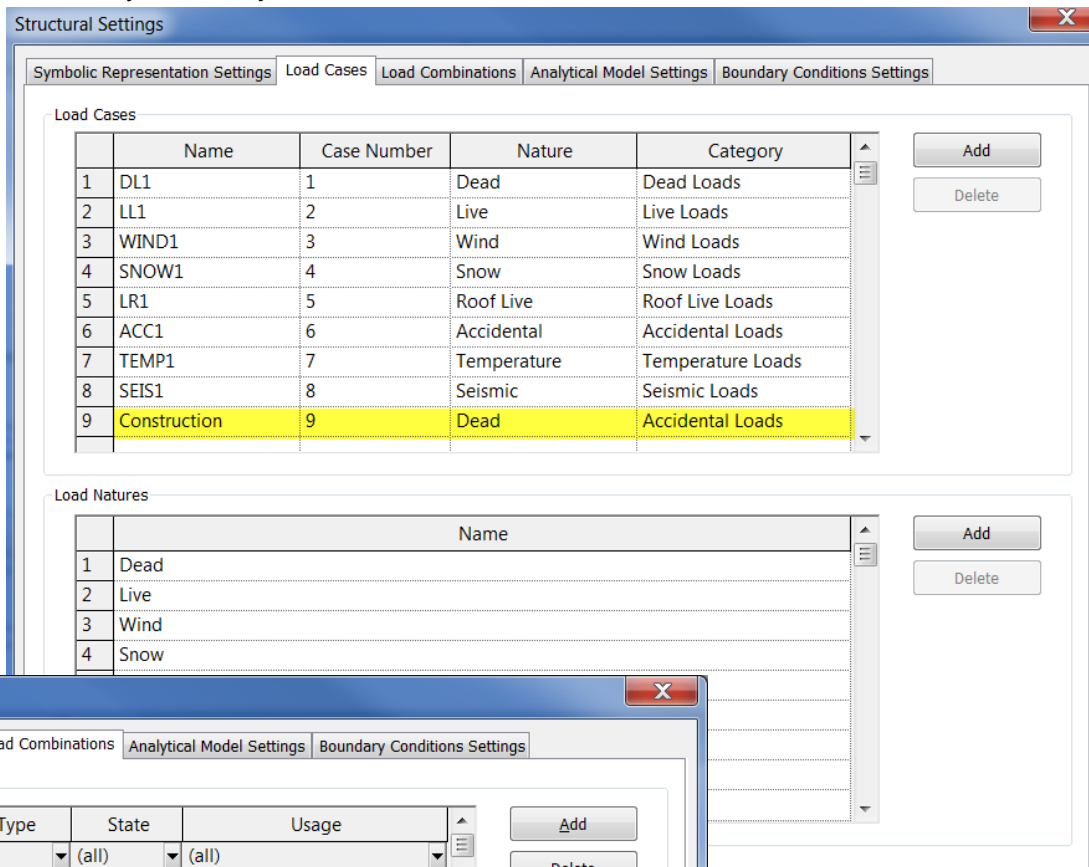 Structural Settings
X
Symbolic Representation Settings Load Cases Load Combinations Analytical Model Settings Boundary Conditions Settings
Load Cases
Name Case Number Nature Category
Add
1 DL1 1 Dead Dead Loads
Delete
2 LL1 2 Live Live Loads
3 WIND1 3 Wind Wind Loads
4 SNOW1 4 Snow Snow Loads
5 LR1 5 Roof Live Roof Live Loads
6 ACC1 6 Accidental Accidental Loads
7 TEMP1 7 Temperature Temperature Loads
8 SEIS1 8 Seismic Seismic Loads
9 Construction 9 Dead Accidental Loads
Load Natures
Name
Add
1 Dead
Delete
2 Live
3 Wind
4 Snow
X
ad Combinations Analytical Model Settings Boundary Conditions Settings
Type State Usage
Add
(all) (all)
Delete